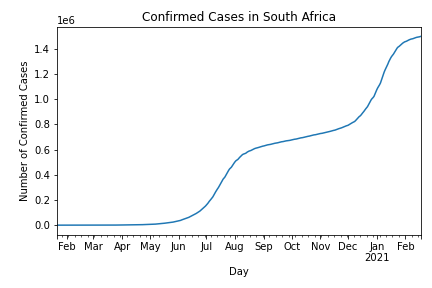 Confirmed Cases in South Africa
1e6
Number of Confirmed Cases
1.4
1.2
1.0
0.8
0.6
0.4
0.2
0.0
Feb Mar Apr May Jun Jul Aug Sep Oct Nov Dec Jan Feb
2021
Day